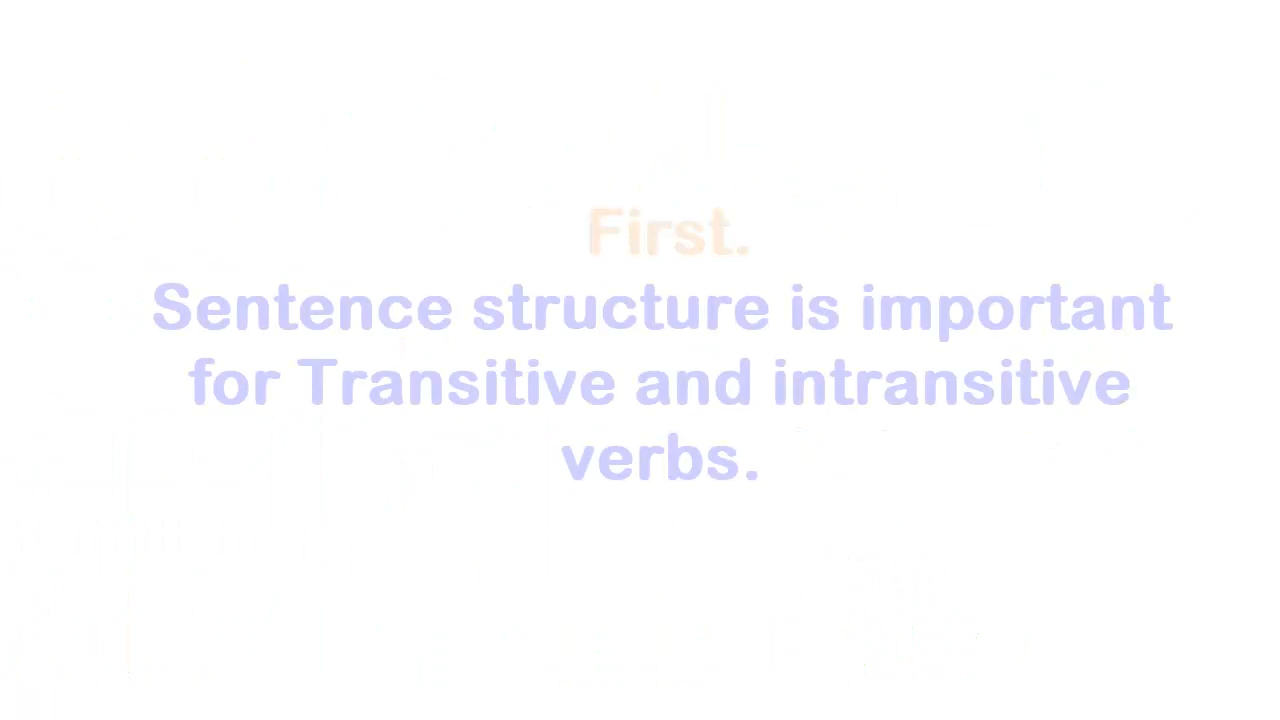 First.
Sentence structure is important
for Transitive and intransitive
verbs.